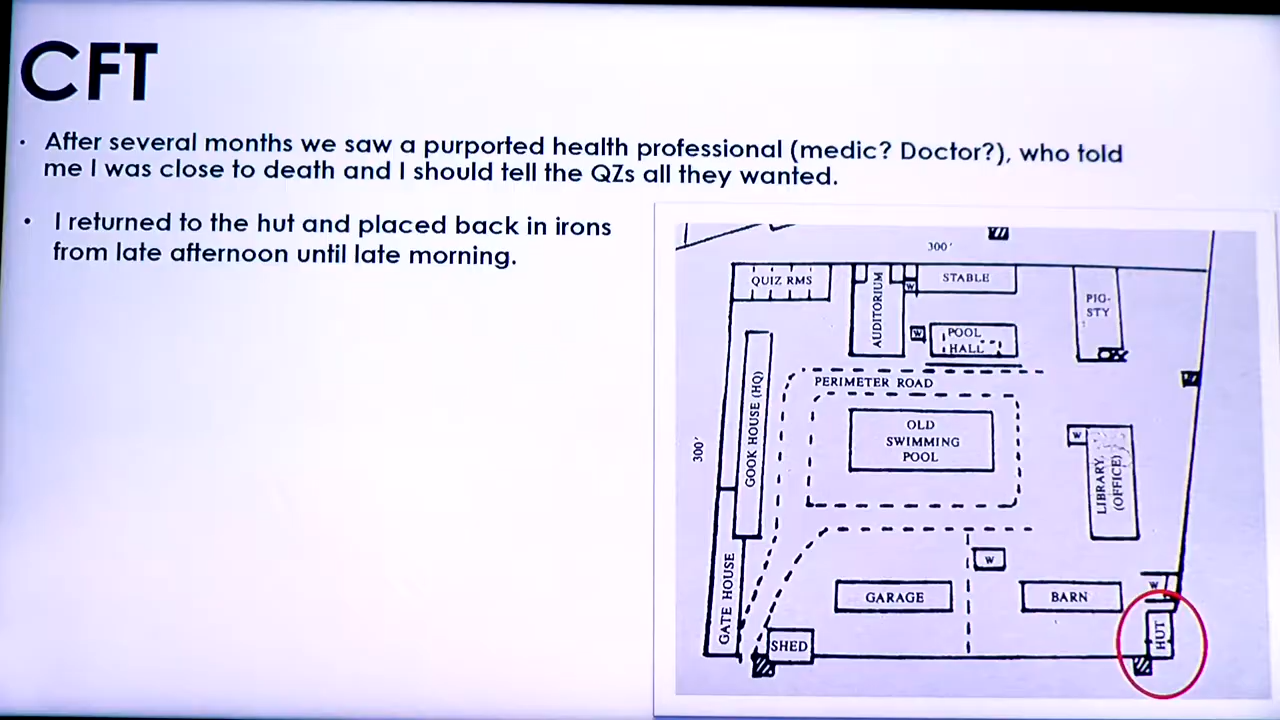 CFT
• After several months we saw a purported health professional (medic? Doctor?), who told
me I was close to death and I should tell the QZs all they wanted.
• I returned to the hut and placed back in irons
from late afternoon until late morning.
300'
QUIZ RMS
AUDITORIUM
W
STABLE
PIG-
STY
W
POOL
HALL
PERIMETER ROAD
GOOK HOUSE (HQ)
300'
OLD
SWIMMING
POOL
W
LIBRARY
(OFFICE)
W
GATE HOUSE
GARAGE
BARN
W
SHED
HUT